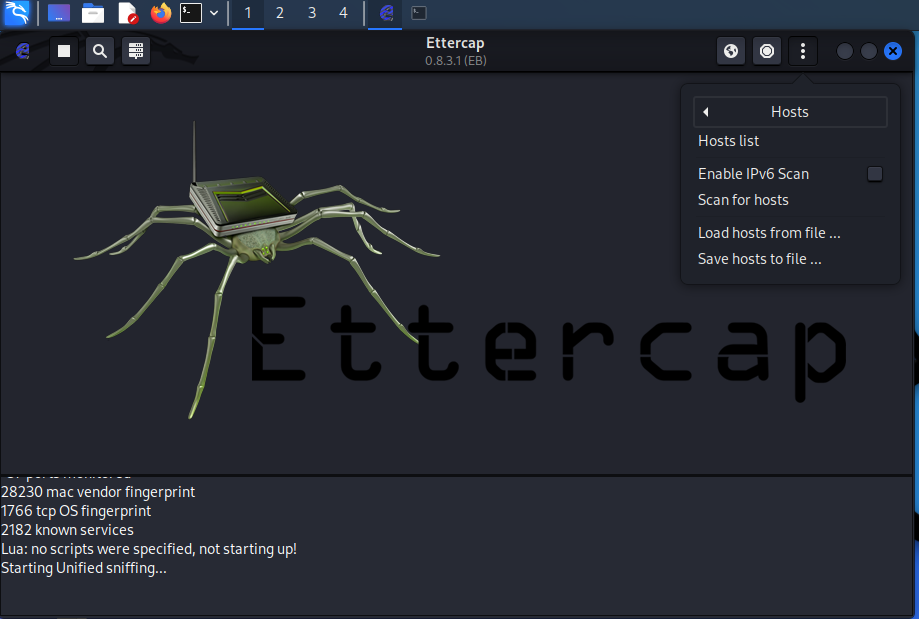 1 2 3 4
Ettercap
0.8.3.1 (EB)
Hosts
Hosts list
Enable IPv6 Scan
Scan for hosts
Load hosts from file ...
Save hosts to file ...
Ettercap
28230 mac vendor fingerprint
1766 tcp OS fingerprint
2182 known services
Lua: no scripts were specified, not starting up!
Starting Unified sniffing...